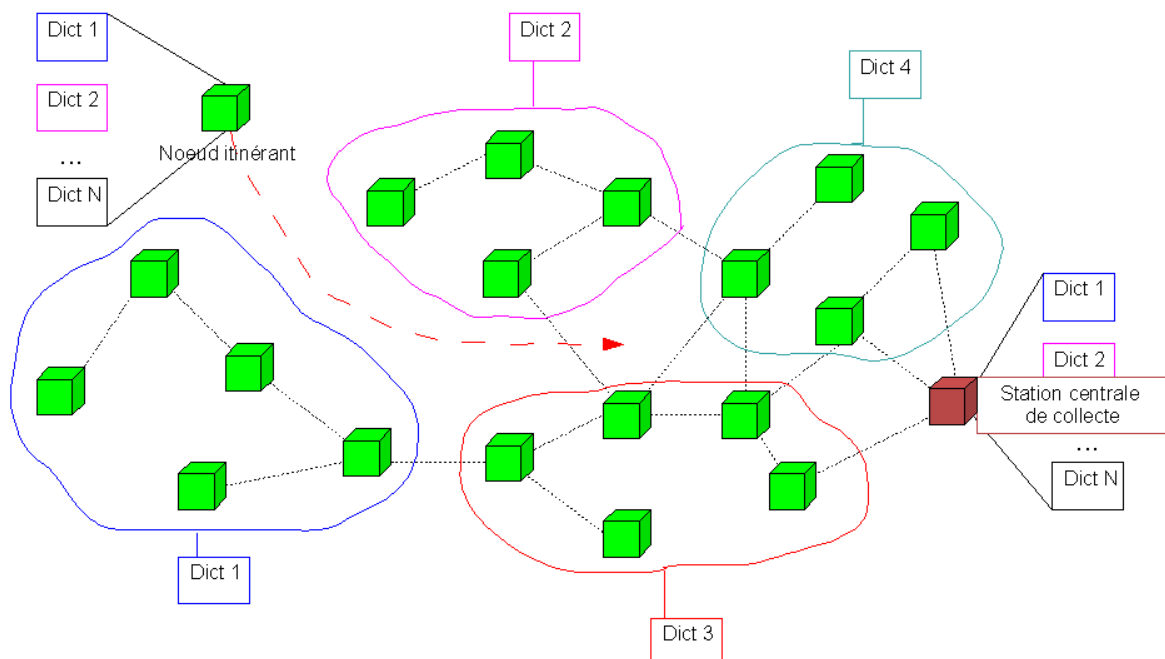 Dict 1
Dict 2
...
Dict N
Noeud itinérant
Dict 2
Dict 4
Dict 1
Dict 2
Station centrale
de collecte
...
Dict N
Dict 1
Dict 3